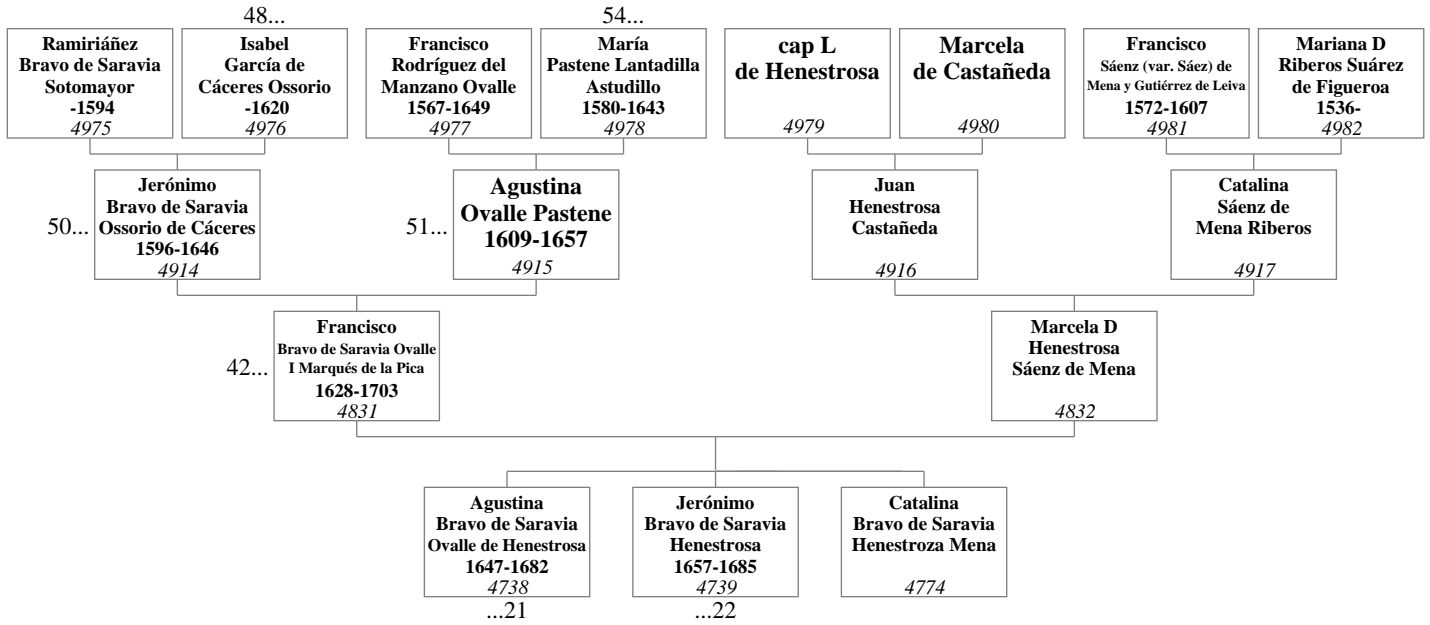 48...
54...
Ramiriáñez
Bravo de Saravia
Sotomayor
-1594
4975
Isabel
García de
Cáceres Ossorio
-1620
4976
Francisco
Rodríguez del
Manzano Ovalle
1567-1649
4977
María
Pastene Lantadilla
Astudillo
1580-1643
4978
cap L
de Henestrosa
4979
Marcela
de Castañeda
4980
Francisco
Sáenz (var. Sáez) de
Mena y Gutiérrez de Leiva
1572-1607
4981
Mariana D
Riberos Suárez
de Figueroa
1536-
4982
50...
Jerónimo
Bravo de Saravia
Ossorio de Cáceres
1596-1646
4914
51...
Agustina
Ovalle Pastene
1609-1657
4915
Juan
Henestrosa
Castañeda
4916
Catalina
Sáenz de
Mena Riberos
4917
42...
Francisco
Bravo de Saravia Ovalle
I Marqués de la Pica
1628-1703
4831
Marcela D
Henestrosa
Sáenz de Mena
4832
Agustina
Bravo de Saravia
Ovalle de Henestrosa
1647-1682
4738
...21
Jerónimo
Bravo de Saravia
Henestrosa
1657-1685
4739
...22
Catalina
Bravo de Saravia
Henestroza Mena
4774